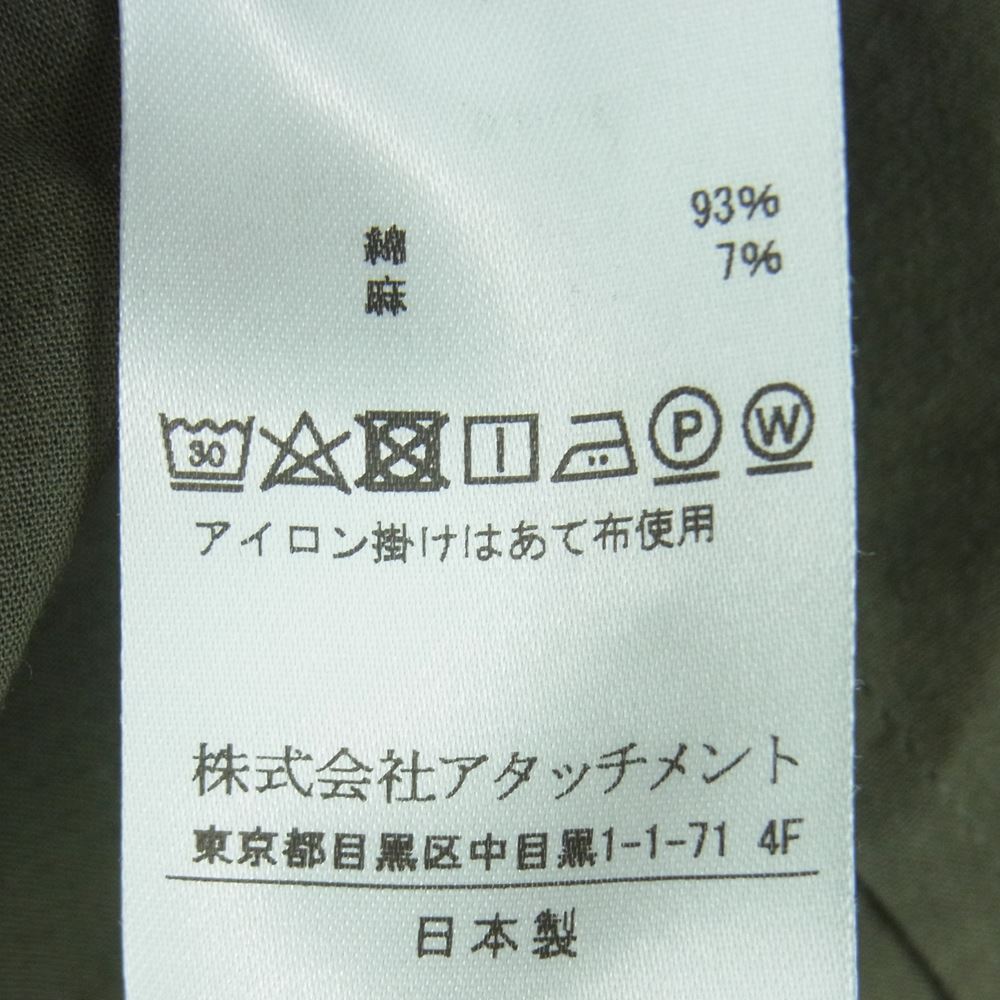 綿 93%
麻 7%
30 P W
アイロン掛けはあて布使用
株式会社アタッチメント
東京都目黒区中目黒1-1-71 4F
日本製